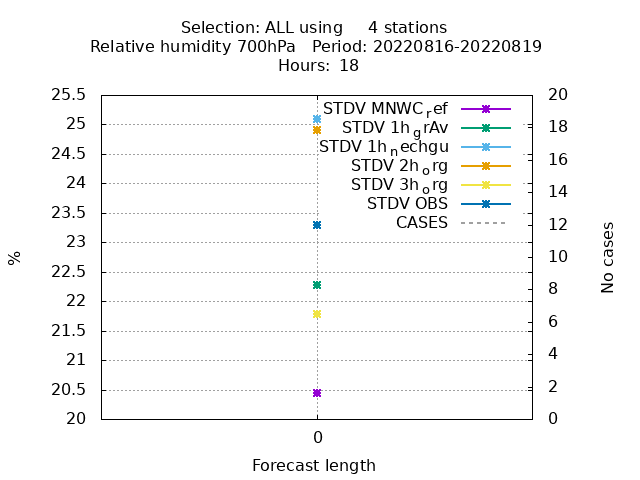 Selection: ALL using     4 stations
Relative humidity 700hPa   Period: 20220816-20220819
Hours: 18
25.5
25
24.5
24
23.5
23
22.5
22
21.5
21
20.5
20
%
STDV MNWC_ref
STDV 1h_grAv
STDV 1h_nechgu
STDV 2h_org
STDV 3h_org
STDV OBS
CASES
20
18
16
14
12
10
8
6
4
2
0
No cases
0
Forecast length